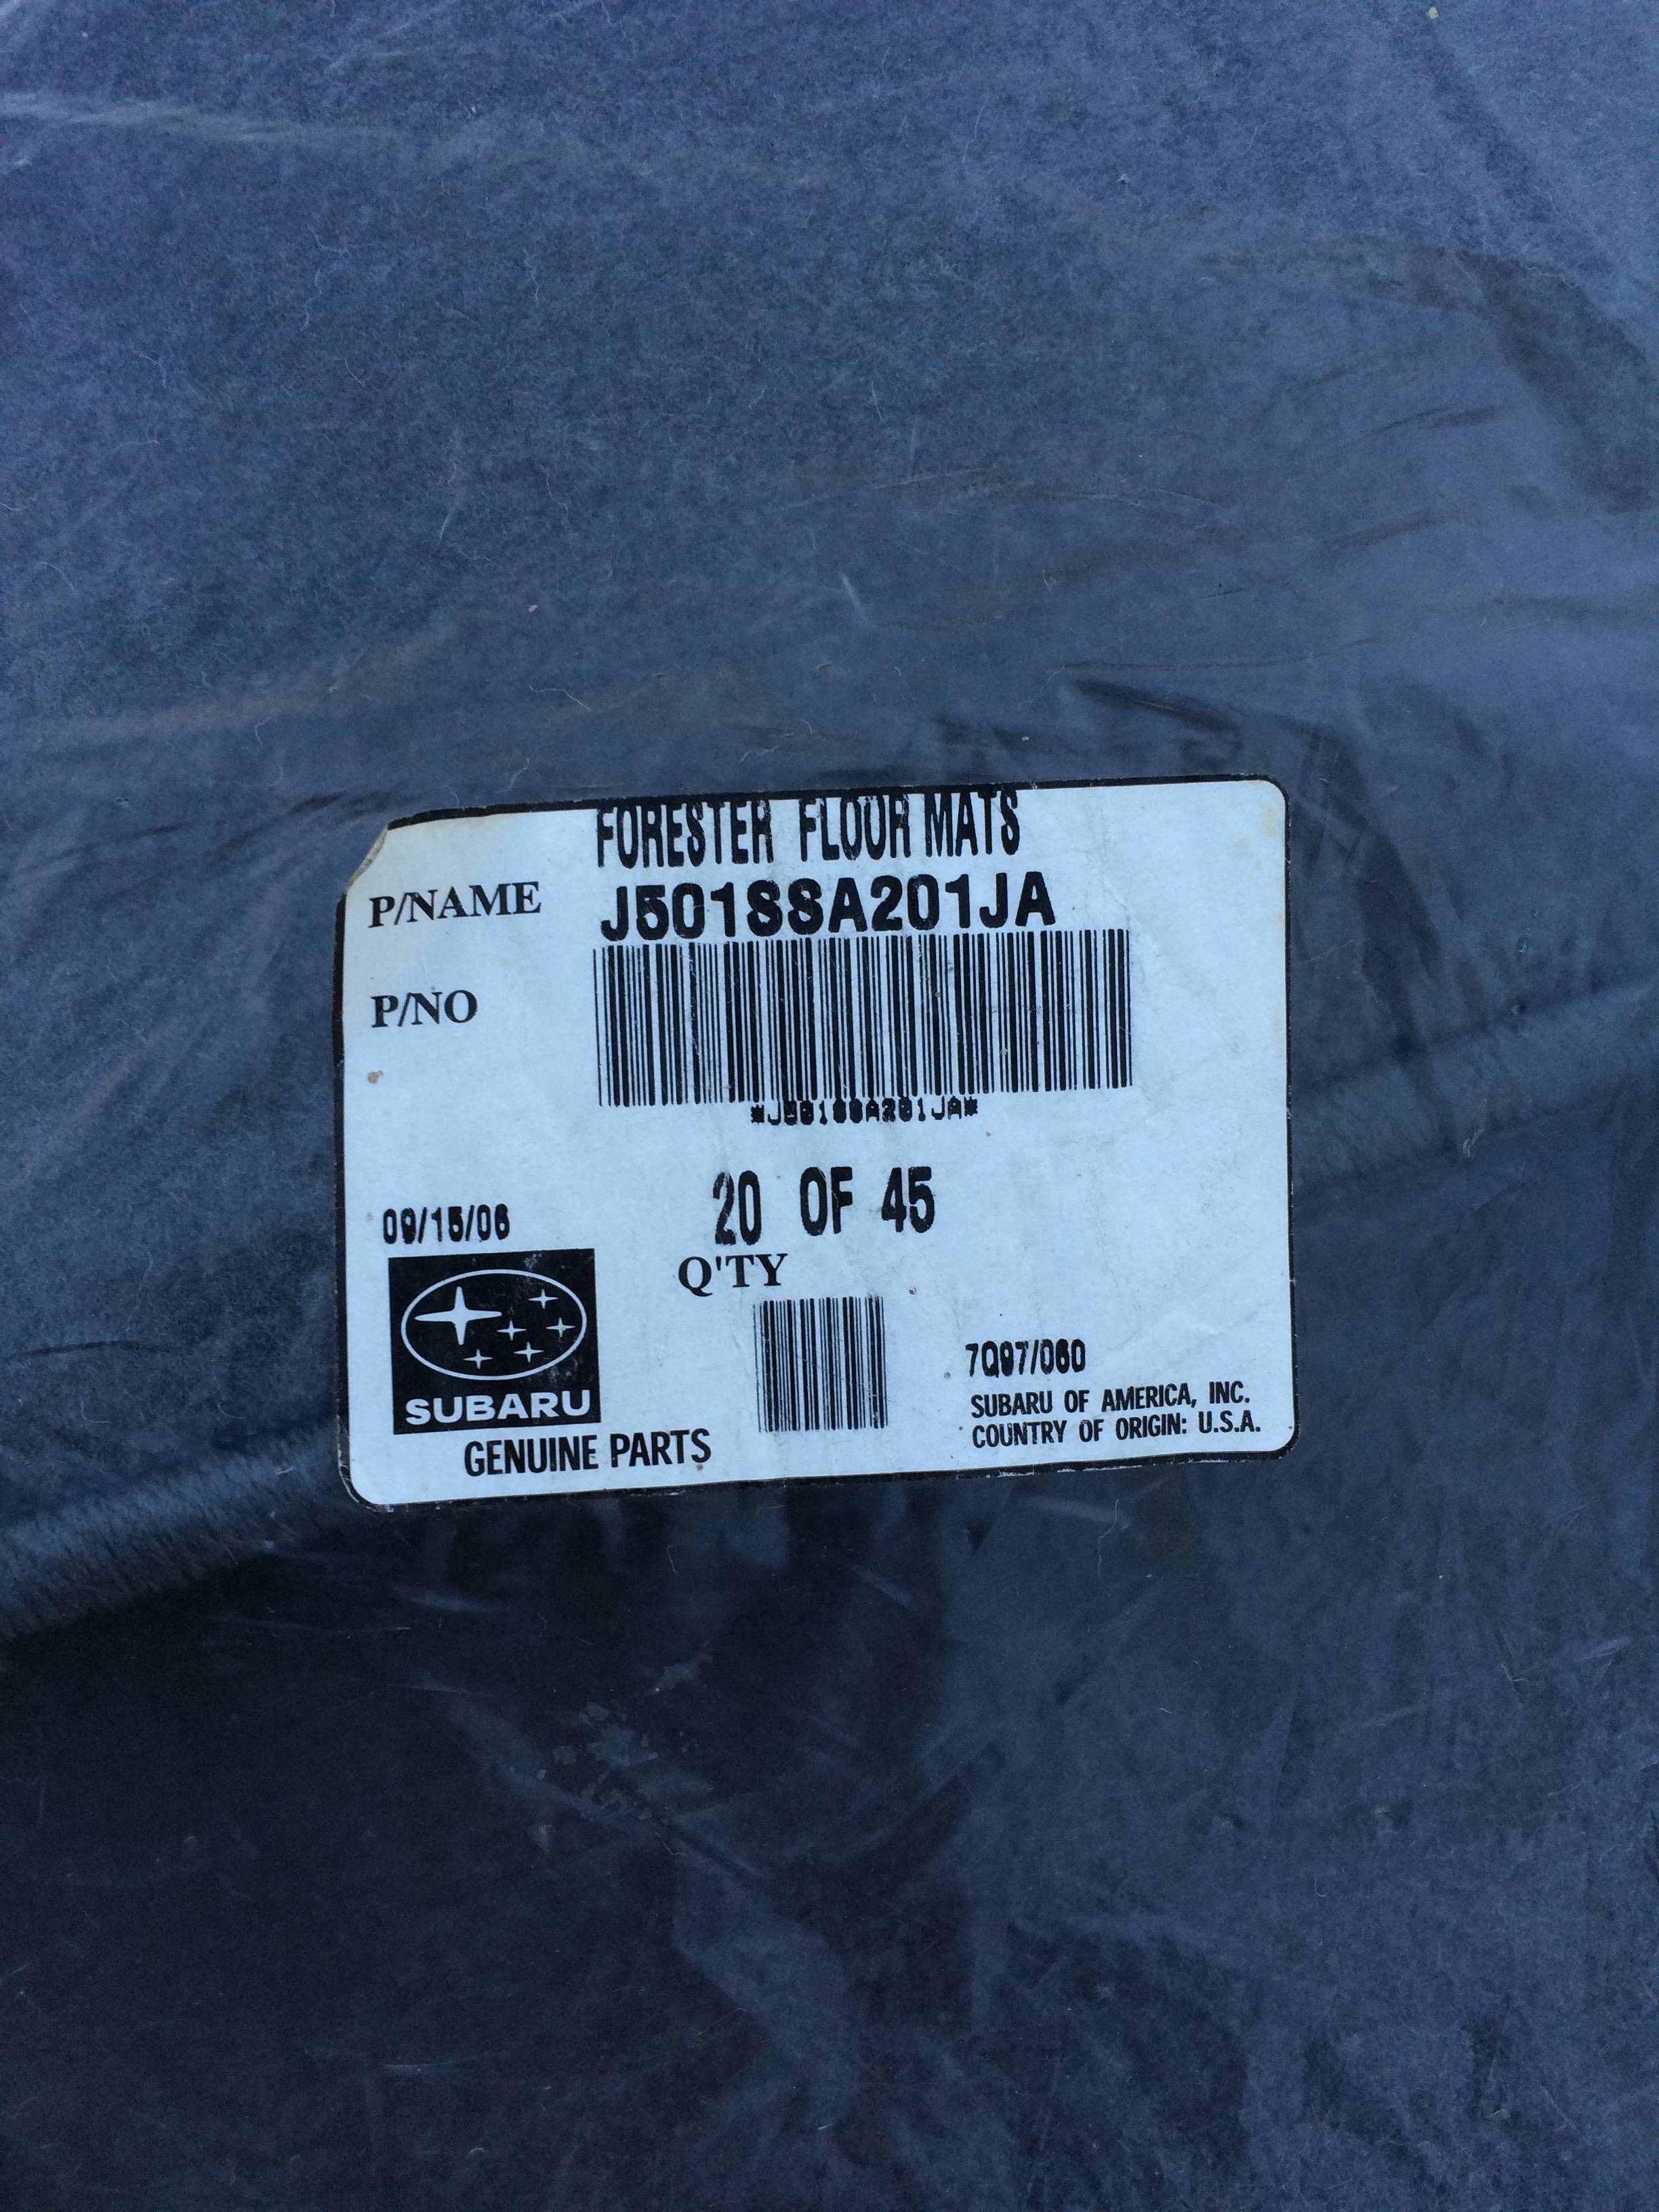 FORESTER FLOOR MATS
P/NAME J501SSA201JA
P/NO
*J501SSA201JA*
20 OF 45
09/15/06
Q'TY
SUBARU
7Q97/060
SUBARU OF AMERICA, INC.
COUNTRY OF ORIGIN: U.S.A.
GENUINE PARTS